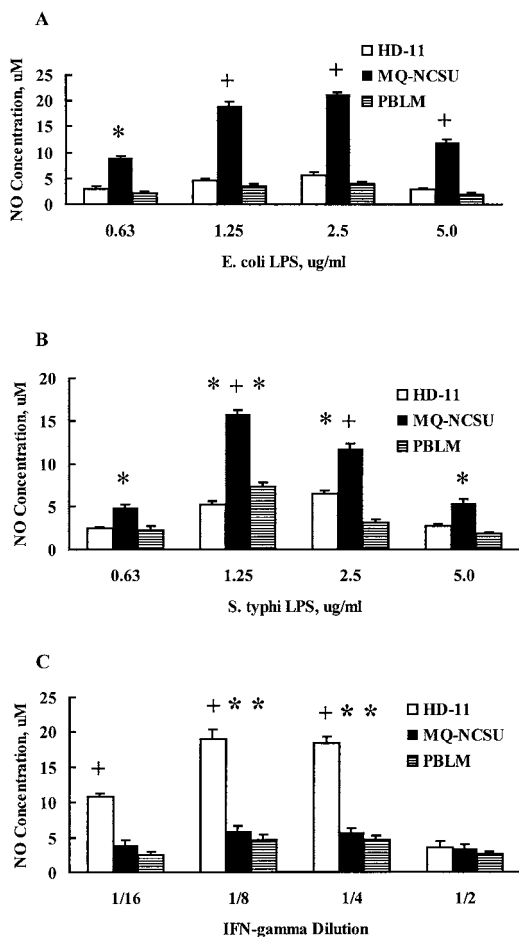 A
HD-11
MQ-NCSU
PBLM
NO Concentration, uM
25
20
15
10
5
0
*
+
+
+
0.63 1.25 2.5 5.0
E. coli LPS, ug/ml
B
HD-11
MQ-NCSU
PBLM
NO Concentration, uM
20
15
10
5
0
*
* + *
* +
*
0.63 1.25 2.5 5.0
S. typhi LPS, ug/ml
C
HD-11
MQ-NCSU
PBLM
NO Concentration, uM
25
20
15
10
5
0
+
+ * *
+ * *
1/16 1/8 1/4 1/2
IFN-gamma Dilution